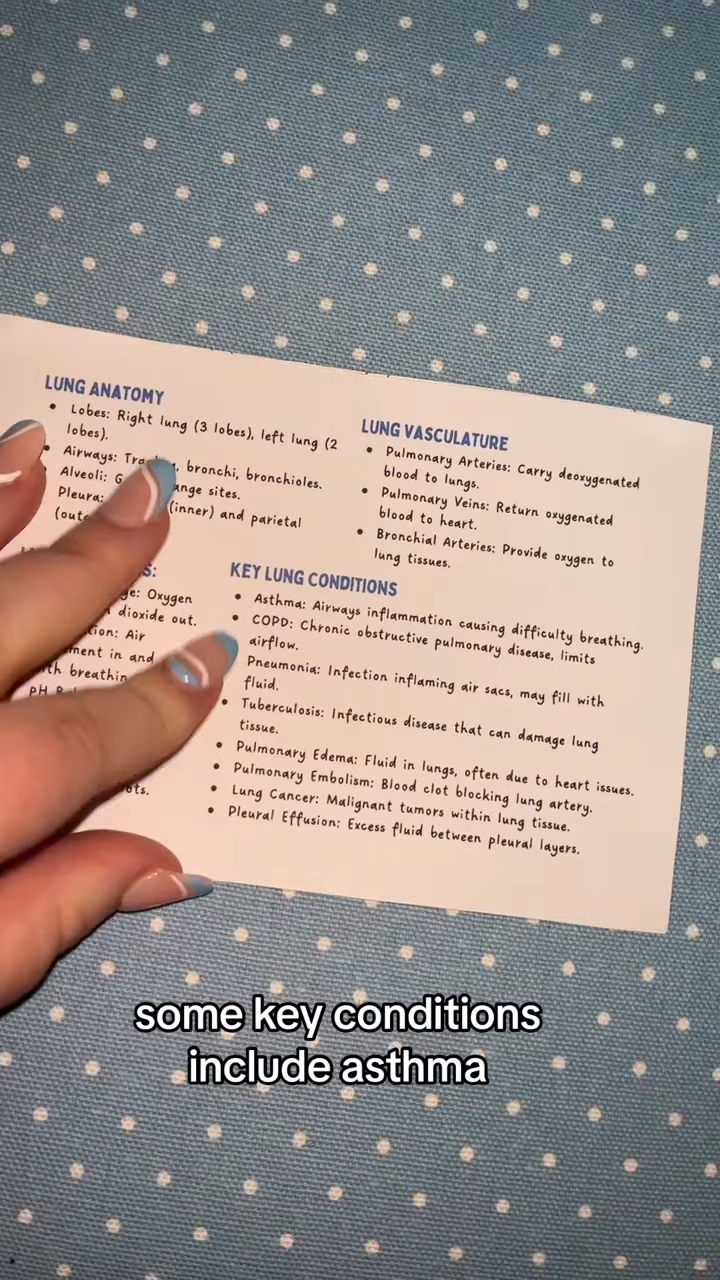 LUNG ANATOMY
• Lobes: Right lung (3 lobes), left lung (2
lobes).
• Airways: bronchi, bronchioles.
Alveoli: sites.
Pleura: (inner) and parietal
LUNG VASCULATURE
• Pulmonary Arteries: Carry deoxygenated
blood to lungs.
• Pulmonary Veins: Return oxygenated
blood to heart.
• Bronchial Arteries: Provide oxygen to
lung tissues.
Oxygen
dioxide out.
Air
in and
breathing
pH
KEY LUNG CONDITIONS
• Asthma: Airways inflammation causing difficulty breathing.
• COPD: Chronic obstructive pulmonary disease, limits
airflow.
Pneumonia: Infection inflaming air sacs, may fill with
fluid.
• Tuberculosis: Infectious disease that can damage lung
tissue.
• Pulmonary Edema: Fluid in lungs, often due to heart issues.
• Pulmonary Embolism: Blood clot blocking lung artery.
• Lung Cancer: Malignant tumors within lung tissue.
• Pleural Effusion: Excess fluid between pleural layers.
some key conditions
include asthma